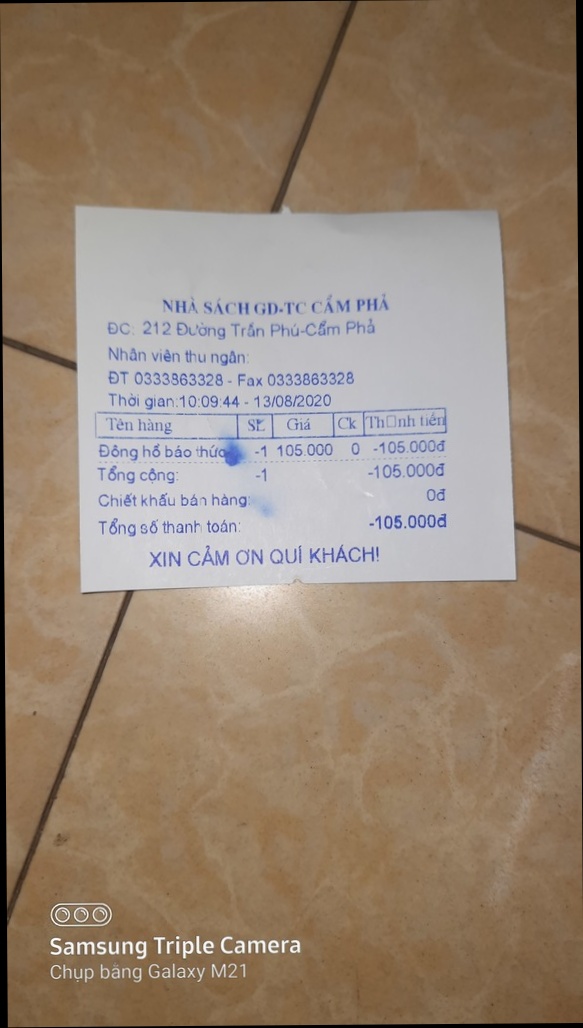 NHÀ SÁCH GD-TC CẨM PHẢ
ĐC: 212 Đường Trần Phú-Cẩm Phả
Nhân viên thu ngân:
ĐT 0333863328 - Fax 0333863328
Thời gian:10:09:44 - 13/08/2020
Tên hàng SL Giá Ck Th□nh tiền
Đồng hồ báo thức -1 105.000 0 -105.000đ
Tổng cộng: -1 -105.000đ
Chiết khấu bán hàng: 0đ
Tổng số thanh toán: -105.000đ
XIN CẢM ƠN QUÍ KHÁCH!
Samsung Triple Camera
Chụp bằng Galaxy M21